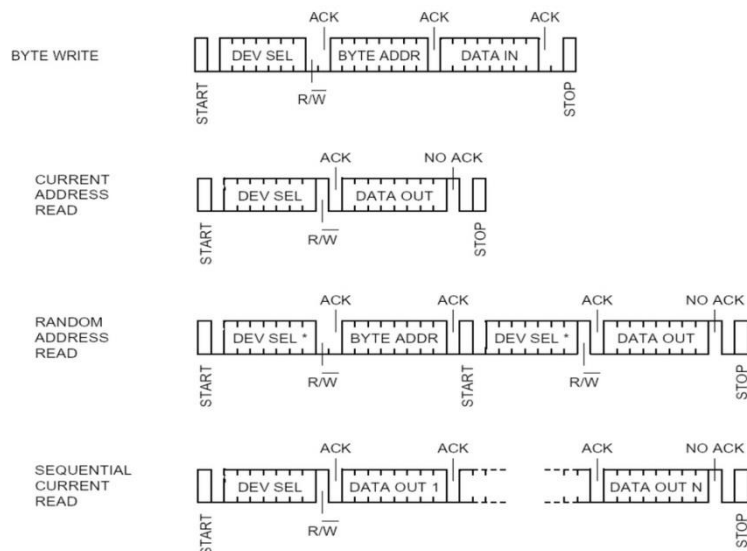 ACK ACK ACK
BYTE WRITE DEV SEL BYTE ADDR DATA IN
R/W
START STOP
ACK NO ACK
CURRENT
ADDRESS
READ
DEV SEL DATA OUT
R/W
START STOP
ACK ACK ACK NO ACK
RANDOM
ADDRESS
READ
DEV SEL * BYTE ADDR DEV SEL * DATA OUT
R/W R/W
START START STOP
ACK ACK ACK NO ACK
SEQUENTIAL
CURRENT
READ
DEV SEL DATA OUT 1 DATA OUT N
R/W
START STOP